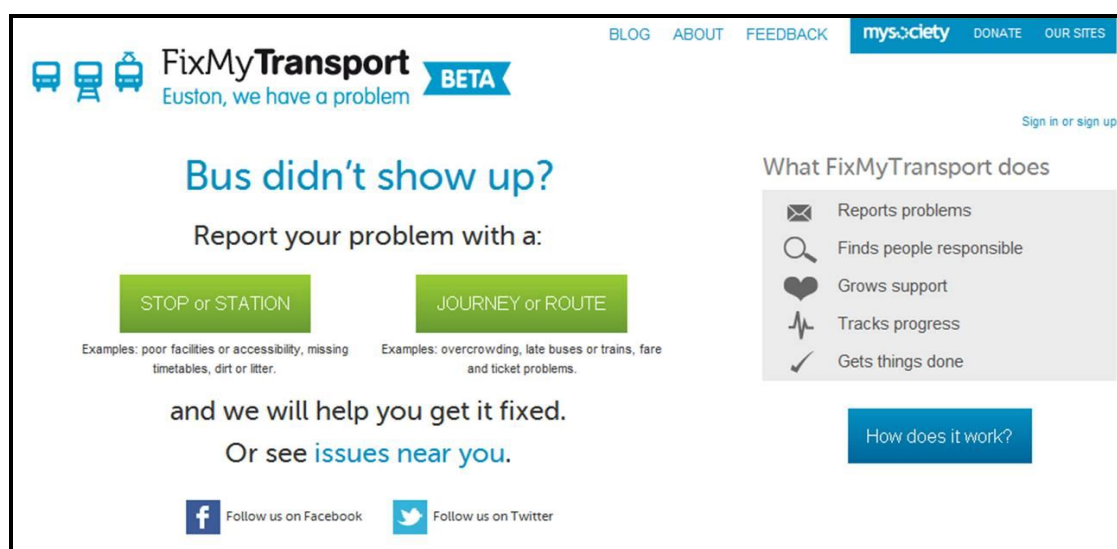 BLOG ABOUT FEEDBACK mysociety DONATE OUR SITES
FixMyTransport BETA
Euston, we have a problem
Sign in or sign up
Bus didn't show up?
Report your problem with a:
STOP or STATION
Examples: poor facilities or accessibility, missing
timetables, dirt or litter.
JOURNEY or ROUTE
Examples: overcrowding, late buses or trains, fare
and ticket problems.
and we will help you get it fixed.
Or see issues near you.
Follow us on Facebook
Follow us on Twitter
What FixMyTransport does
Reports problems
Finds people responsible
Grows support
Tracks progress
Gets things done
How does it work?